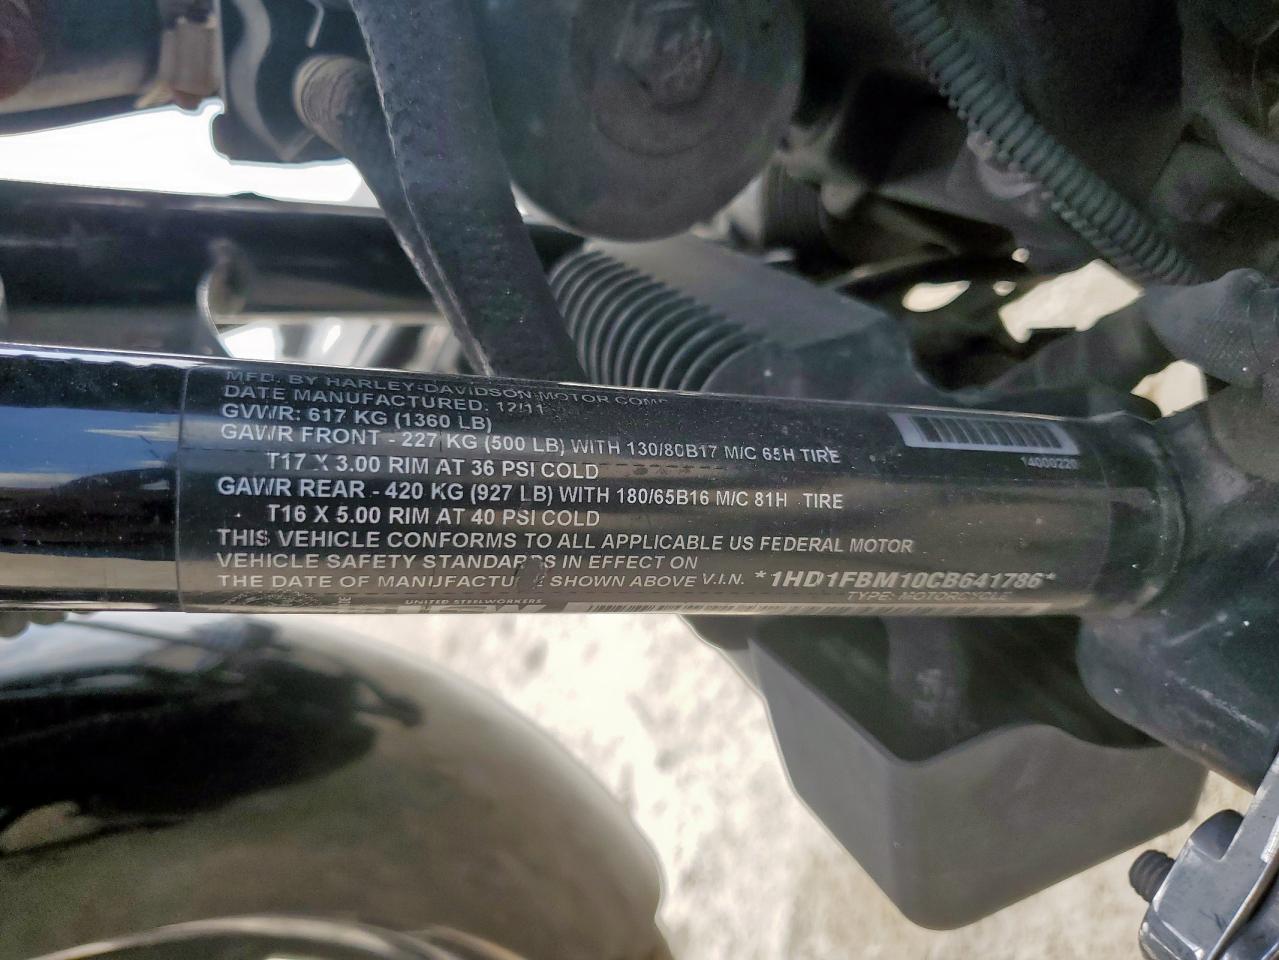 MFD. BY HARLEY-DAVIDSON MOTOR COMP
DATE MANUFACTURED: 12/11
GVWR: 617 KG (1360 LB)
GAWR FRONT - 227 KG (500 LB) WITH 130/80B17 M/C 65H TIRE
T17 X 3.00 RIM AT 36 PSI COLD
GAWR REAR - 420 KG (927 LB) WITH 180/65B16 M/C 81H TIRE
T16 X 5.00 RIM AT 40 PSI COLD
THIS VEHICLE CONFORMS TO ALL APPLICABLE US FEDERAL MOTOR
VEHICLE SAFETY STANDARDS IN EFFECT ON
THE DATE OF MANUFACTURE SHOWN ABOVE V.I.N. *1HD1FBM10CB641786*
TYPE: MOTORCYCLE
UNITED STEELWORKERS